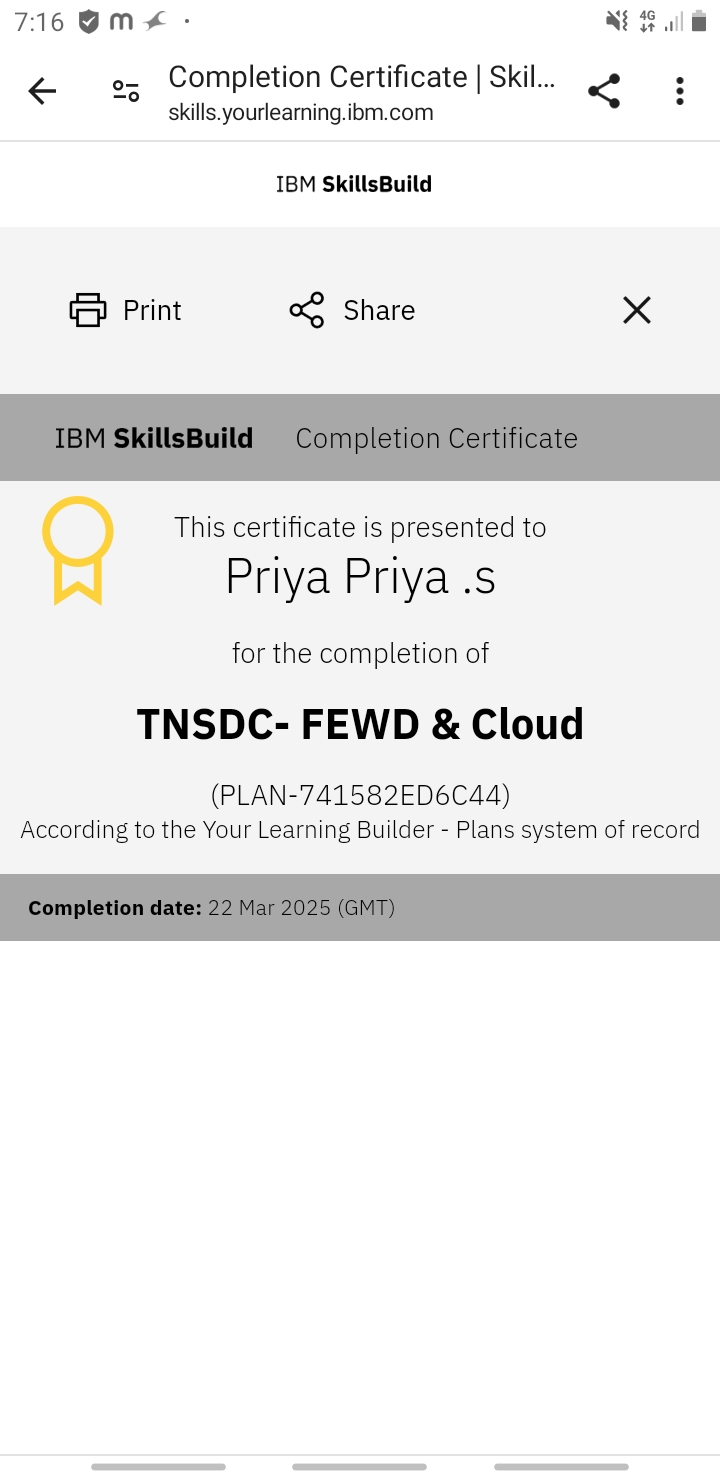 7:16
4G
Completion Certificate | Skil...
skills.yourlearning.ibm.com
IBM SkillsBuild
Print Share
IBM SkillsBuild Completion Certificate
This certificate is presented to
Priya Priya .s
for the completion of
TNSDC- FEWD & Cloud
(PLAN-741582ED6C44)
According to the Your Learning Builder - Plans system of record
Completion date: 22 Mar 2025 (GMT)